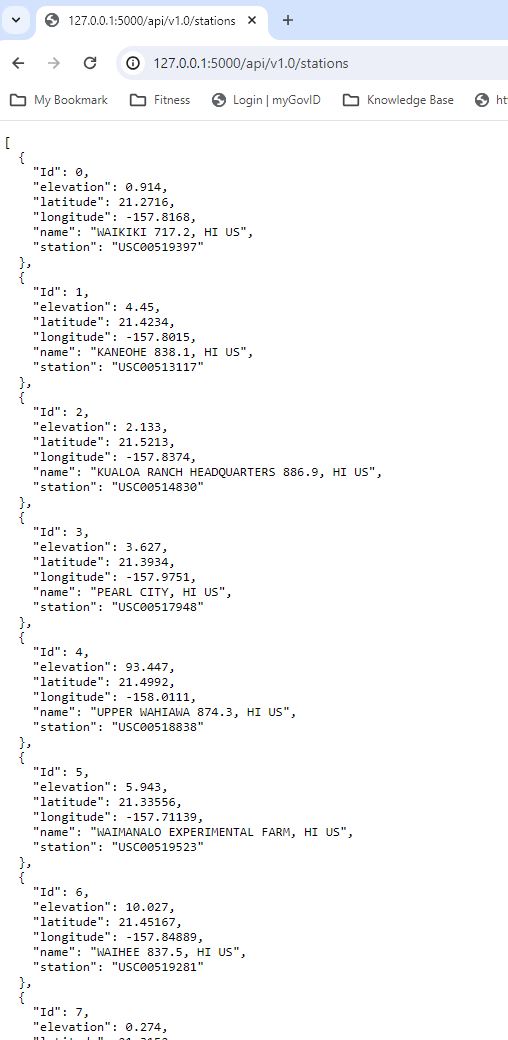 127.0.0.1:5000/api/v1.0/stations
127.0.0.1:5000/api/v1.0/stations
My Bookmark Fitness Login | myGovID Knowledge Base
[
{
"Id": 0,
"elevation": 0.914,
"latitude": 21.2716,
"longitude": -157.8168,
"name": "WAIKIKI 717.2, HI US",
"station": "USC00519397"
},
{
"Id": 1,
"elevation": 4.45,
"latitude": 21.4234,
"longitude": -157.8015,
"name": "KANEOHE 838.1, HI US",
"station": "USC00513117"
},
{
"Id": 2,
"elevation": 2.133,
"latitude": 21.5213,
"longitude": -157.8374,
"name": "KUALOA RANCH HEADQUARTERS 886.9, HI US",
"station": "USC00514830"
},
{
"Id": 3,
"elevation": 3.627,
"latitude": 21.3934,
"longitude": -157.9751,
"name": "PEARL CITY, HI US",
"station": "USC00517948"
},
{
"Id": 4,
"elevation": 93.447,
"latitude": 21.4992,
"longitude": -158.0111,
"name": "UPPER WAHIAWA 874.3, HI US",
"station": "USC00518838"
},
{
"Id": 5,
"elevation": 5.943,
"latitude": 21.33556,
"longitude": -157.71139,
"name": "WAIMANALO EXPERIMENTAL FARM, HI US",
"station": "USC00519523"
},
{
"Id": 6,
"elevation": 10.027,
"latitude": 21.45167,
"longitude": -157.84889,
"name": "WAIHEE 837.5, HI US",
"station": "USC00519281"
},
{
"Id": 7,
"elevation": 0.274,